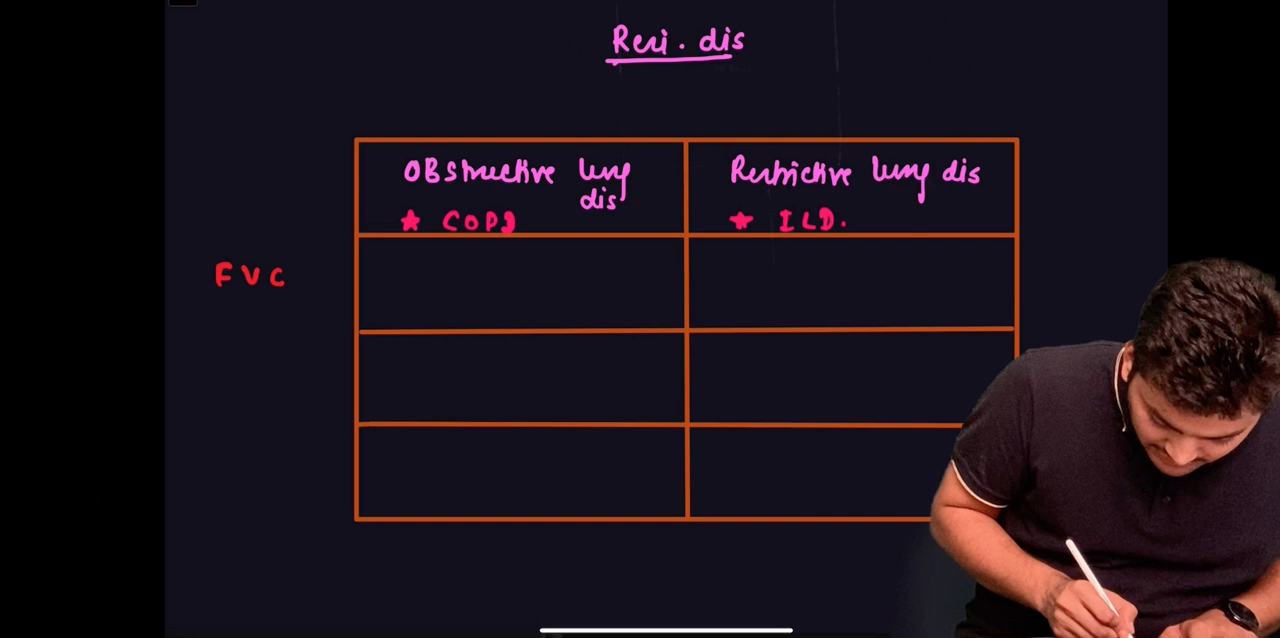 Resi. dis
OBstructive lung
dis
★ COPD
Restrictive lung dis
★ ILD.
FVC